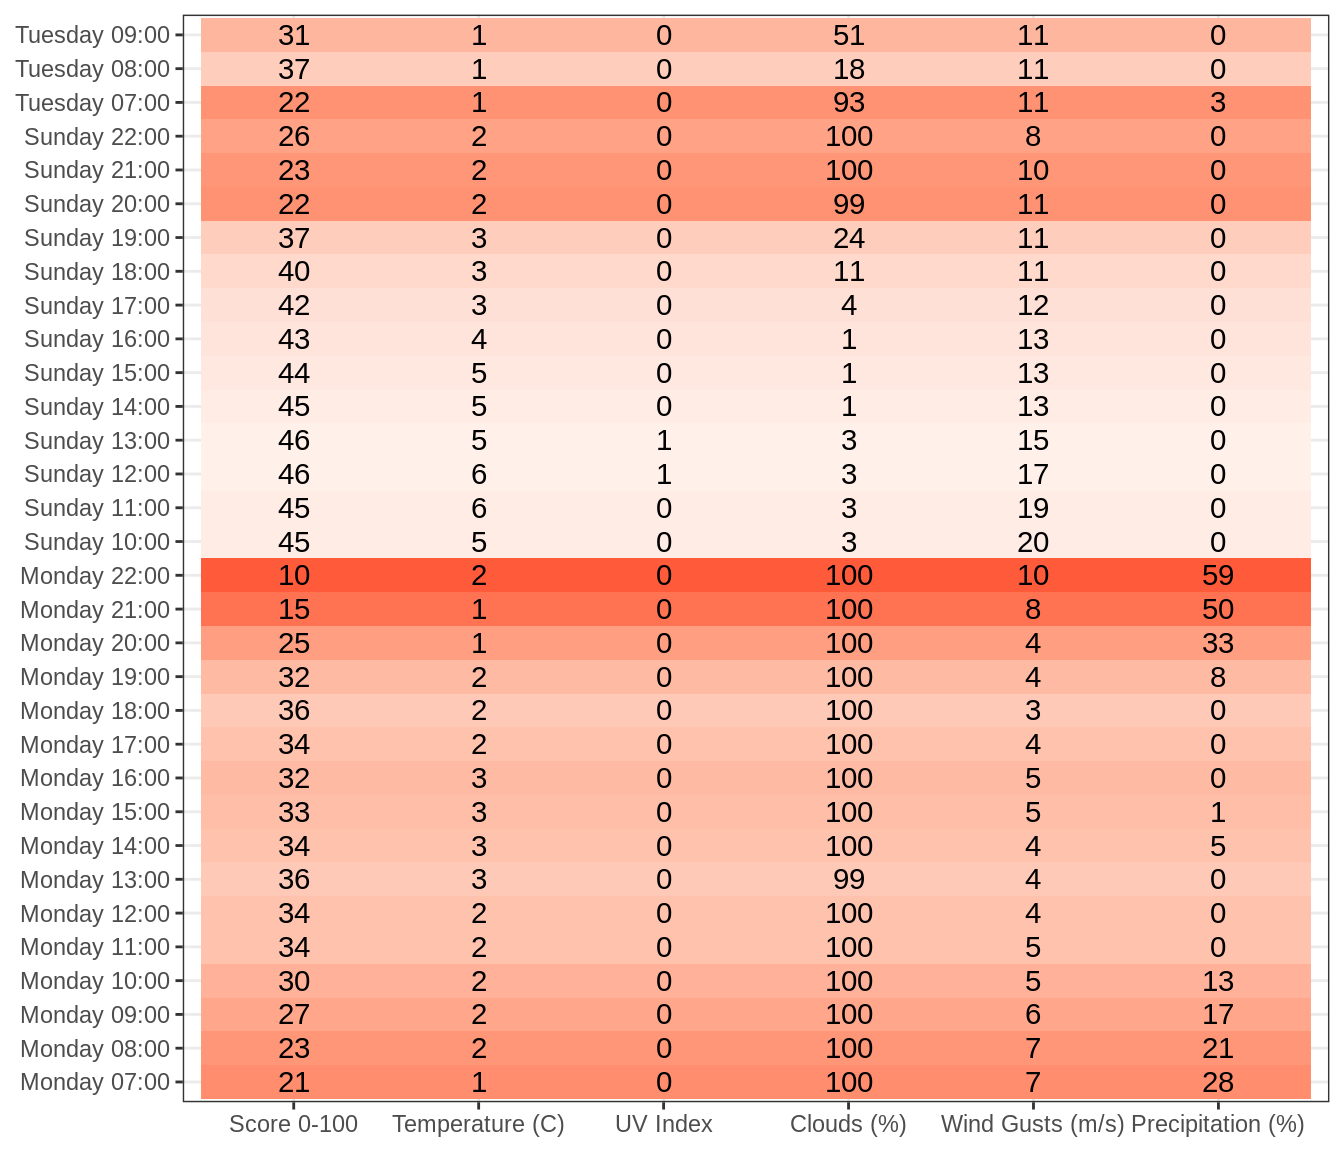 Tuesday 09:00 31 1 0 51 11 0
Tuesday 08:00 37 1 0 18 11 0
Tuesday 07:00 22 1 0 93 11 3
Sunday 22:00 26 2 0 100 8 0
Sunday 21:00 23 2 0 100 10 0
Sunday 20:00 22 2 0 99 11 0
Sunday 19:00 37 3 0 24 11 0
Sunday 18:00 40 3 0 11 11 0
Sunday 17:00 42 3 0 4 12 0
Sunday 16:00 43 4 0 1 13 0
Sunday 15:00 44 5 0 1 13 0
Sunday 14:00 45 5 0 1 13 0
Sunday 13:00 46 5 1 3 15 0
Sunday 12:00 46 6 1 3 17 0
Sunday 11:00 45 6 0 3 19 0
Sunday 10:00 45 5 0 3 20 0
Monday 22:00 10 2 0 100 10 59
Monday 21:00 15 1 0 100 8 50
Monday 20:00 25 1 0 100 4 33
Monday 19:00 32 2 0 100 4 8
Monday 18:00 36 2 0 100 3 0
Monday 17:00 34 2 0 100 4 0
Monday 16:00 32 3 0 100 5 0
Monday 15:00 33 3 0 100 5 1
Monday 14:00 34 3 0 100 4 5
Monday 13:00 36 3 0 99 4 0
Monday 12:00 34 2 0 100 4 0
Monday 11:00 34 2 0 100 5 0
Monday 10:00 30 2 0 100 5 13
Monday 09:00 27 2 0 100 6 17
Monday 08:00 23 2 0 100 7 21
Monday 07:00 21 1 0 100 7 28
Score 0-100 Temperature (C) UV Index Clouds (%) Wind Gusts (m/s) Precipitation (%)